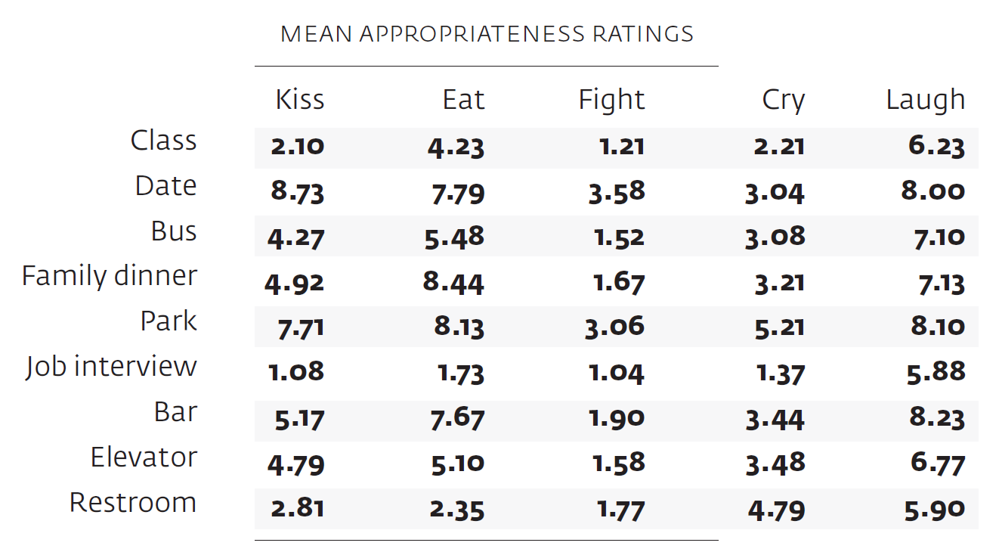 MEAN APPROPRIATENESS RATINGS
Kiss Eat Fight Cry Laugh
Class 2.10 4.23 1.21 2.21 6.23
Date 8.73 7.79 3.58 3.04 8.00
Bus 4.27 5.48 1.52 3.08 7.10
Family dinner 4.92 8.44 1.67 3.21 7.13
Park 7.71 8.13 3.06 5.21 8.10
Job interview 1.08 1.73 1.04 1.37 5.88
Bar 5.17 7.67 1.90 3.44 8.23
Elevator 4.79 5.10 1.58 3.48 6.77
Restroom 2.81 2.35 1.77 4.79 5.90